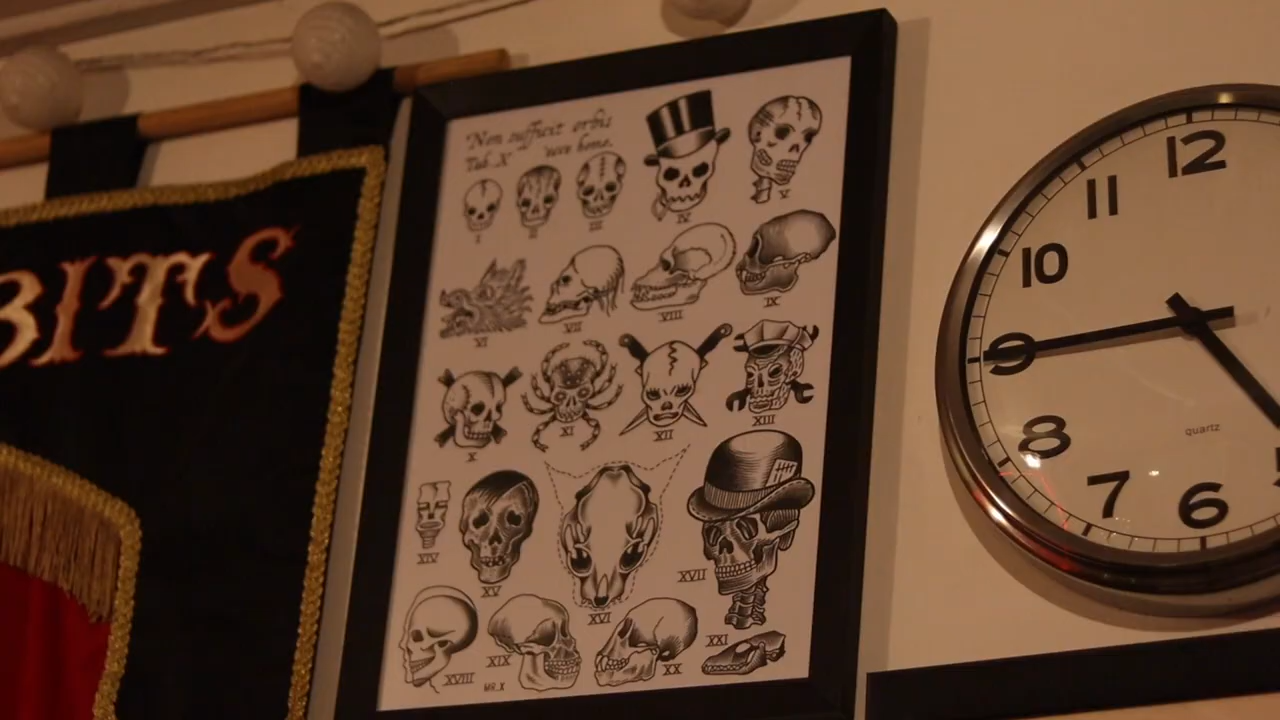 BITS
Non sufficit orbis
Tab. X
I
II
III
IV
V
VI
VII
VIII
IX
X
XI
XII
XIII
XIV
XV
XVI
XVII
XVIII
XIX
MR.X
XX
XXI
12
11
10
9
8
7
6
quartz